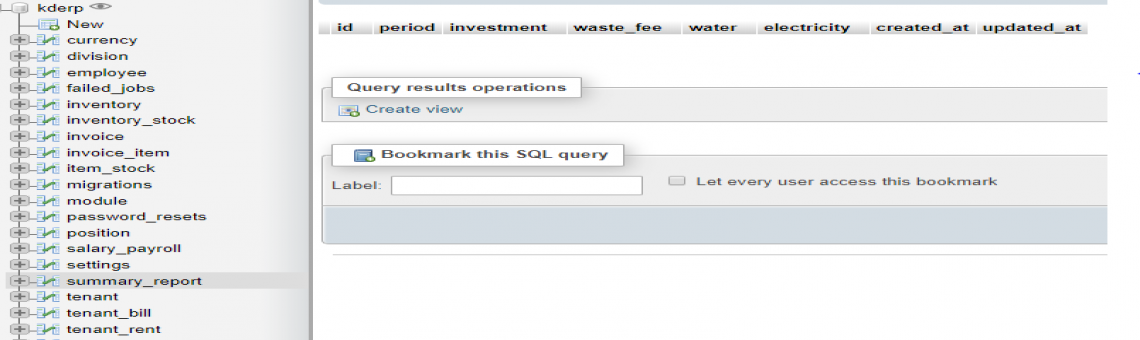 kderp
New
currency
division
employee
failed_jobs
inventory
inventory_stock
invoice
invoice_item
item_stock
migrations
module
password_resets
position
salary_payroll
settings
summary_report
tenant
tenant_bill
tenant_rent
id period investment waste_fee water electricity created_at updated_at
Query results operations
Create view
Bookmark this SQL query
Label:
Let every user access this bookmark